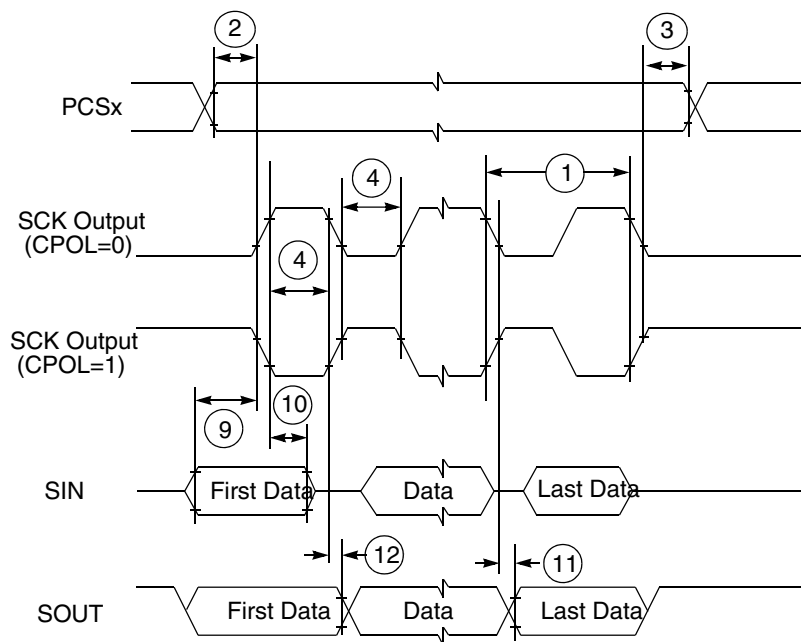 2
3
PCSx
4
1
SCK Output
(CPOL=0)
4
SCK Output
(CPOL=1)
9
10
SIN
First Data
Data
Last Data
12
11
SOUT
First Data
Data
Last Data